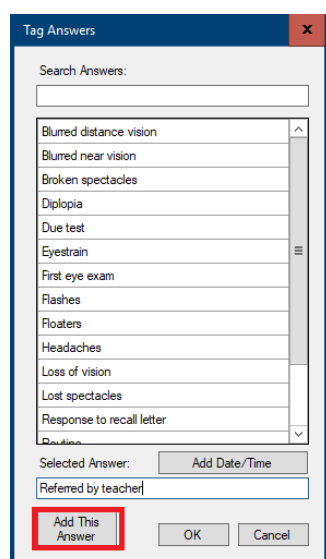 Tag Answers
x
Search Answers:
Blurred distance vision
Blurred near vision
Broken spectacles
Diplopia
Due test
Eyestrain
First eye exam
Flashes
Floaters
Headaches
Loss of vision
Lost spectacles
Response to recall letter
Routine
Selected Answer: Add Date/Time
Referred by teacher
Add This
Answer OK Cancel